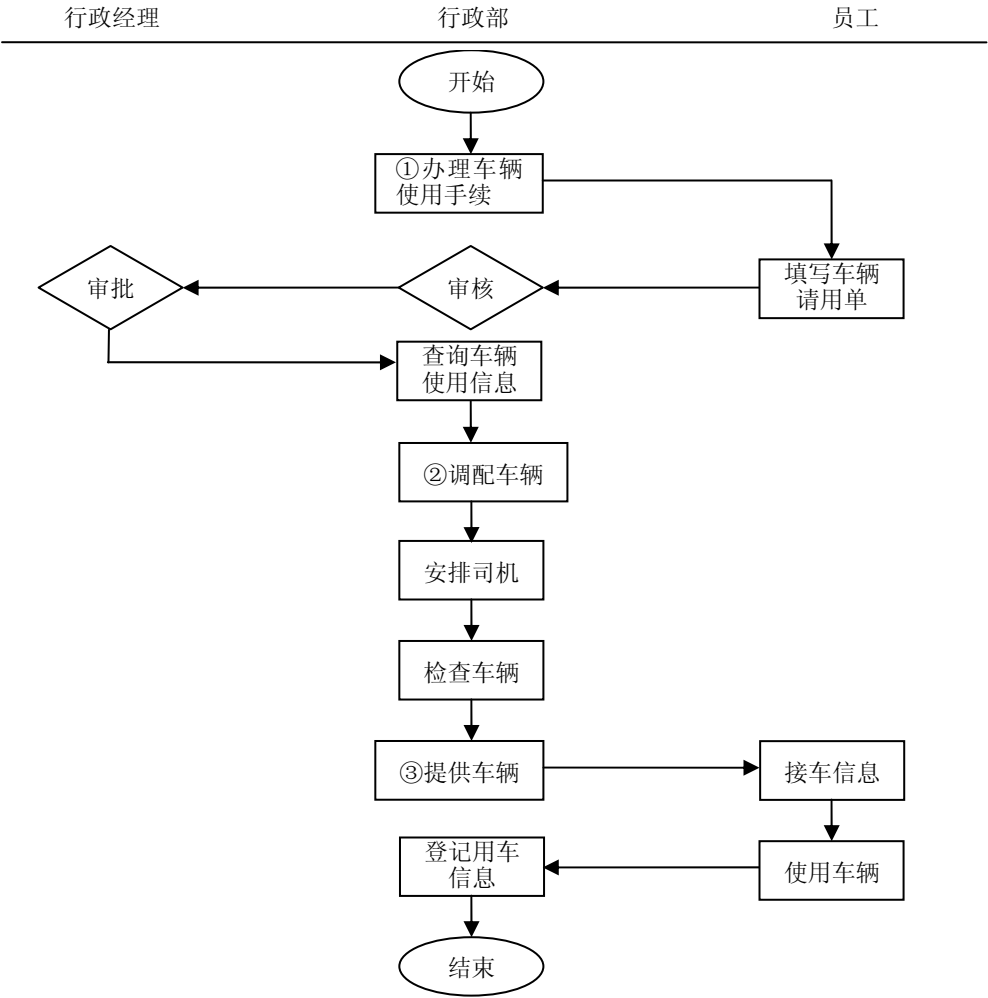 行政经理
行政部
员工
开始
①办理车辆
使用手续
填写车辆
请用单
审核
审批
查询车辆
使用信息
②调配车辆
安排司机
检查车辆
③提供车辆
接车信息
使用车辆
登记用车
信息
结束